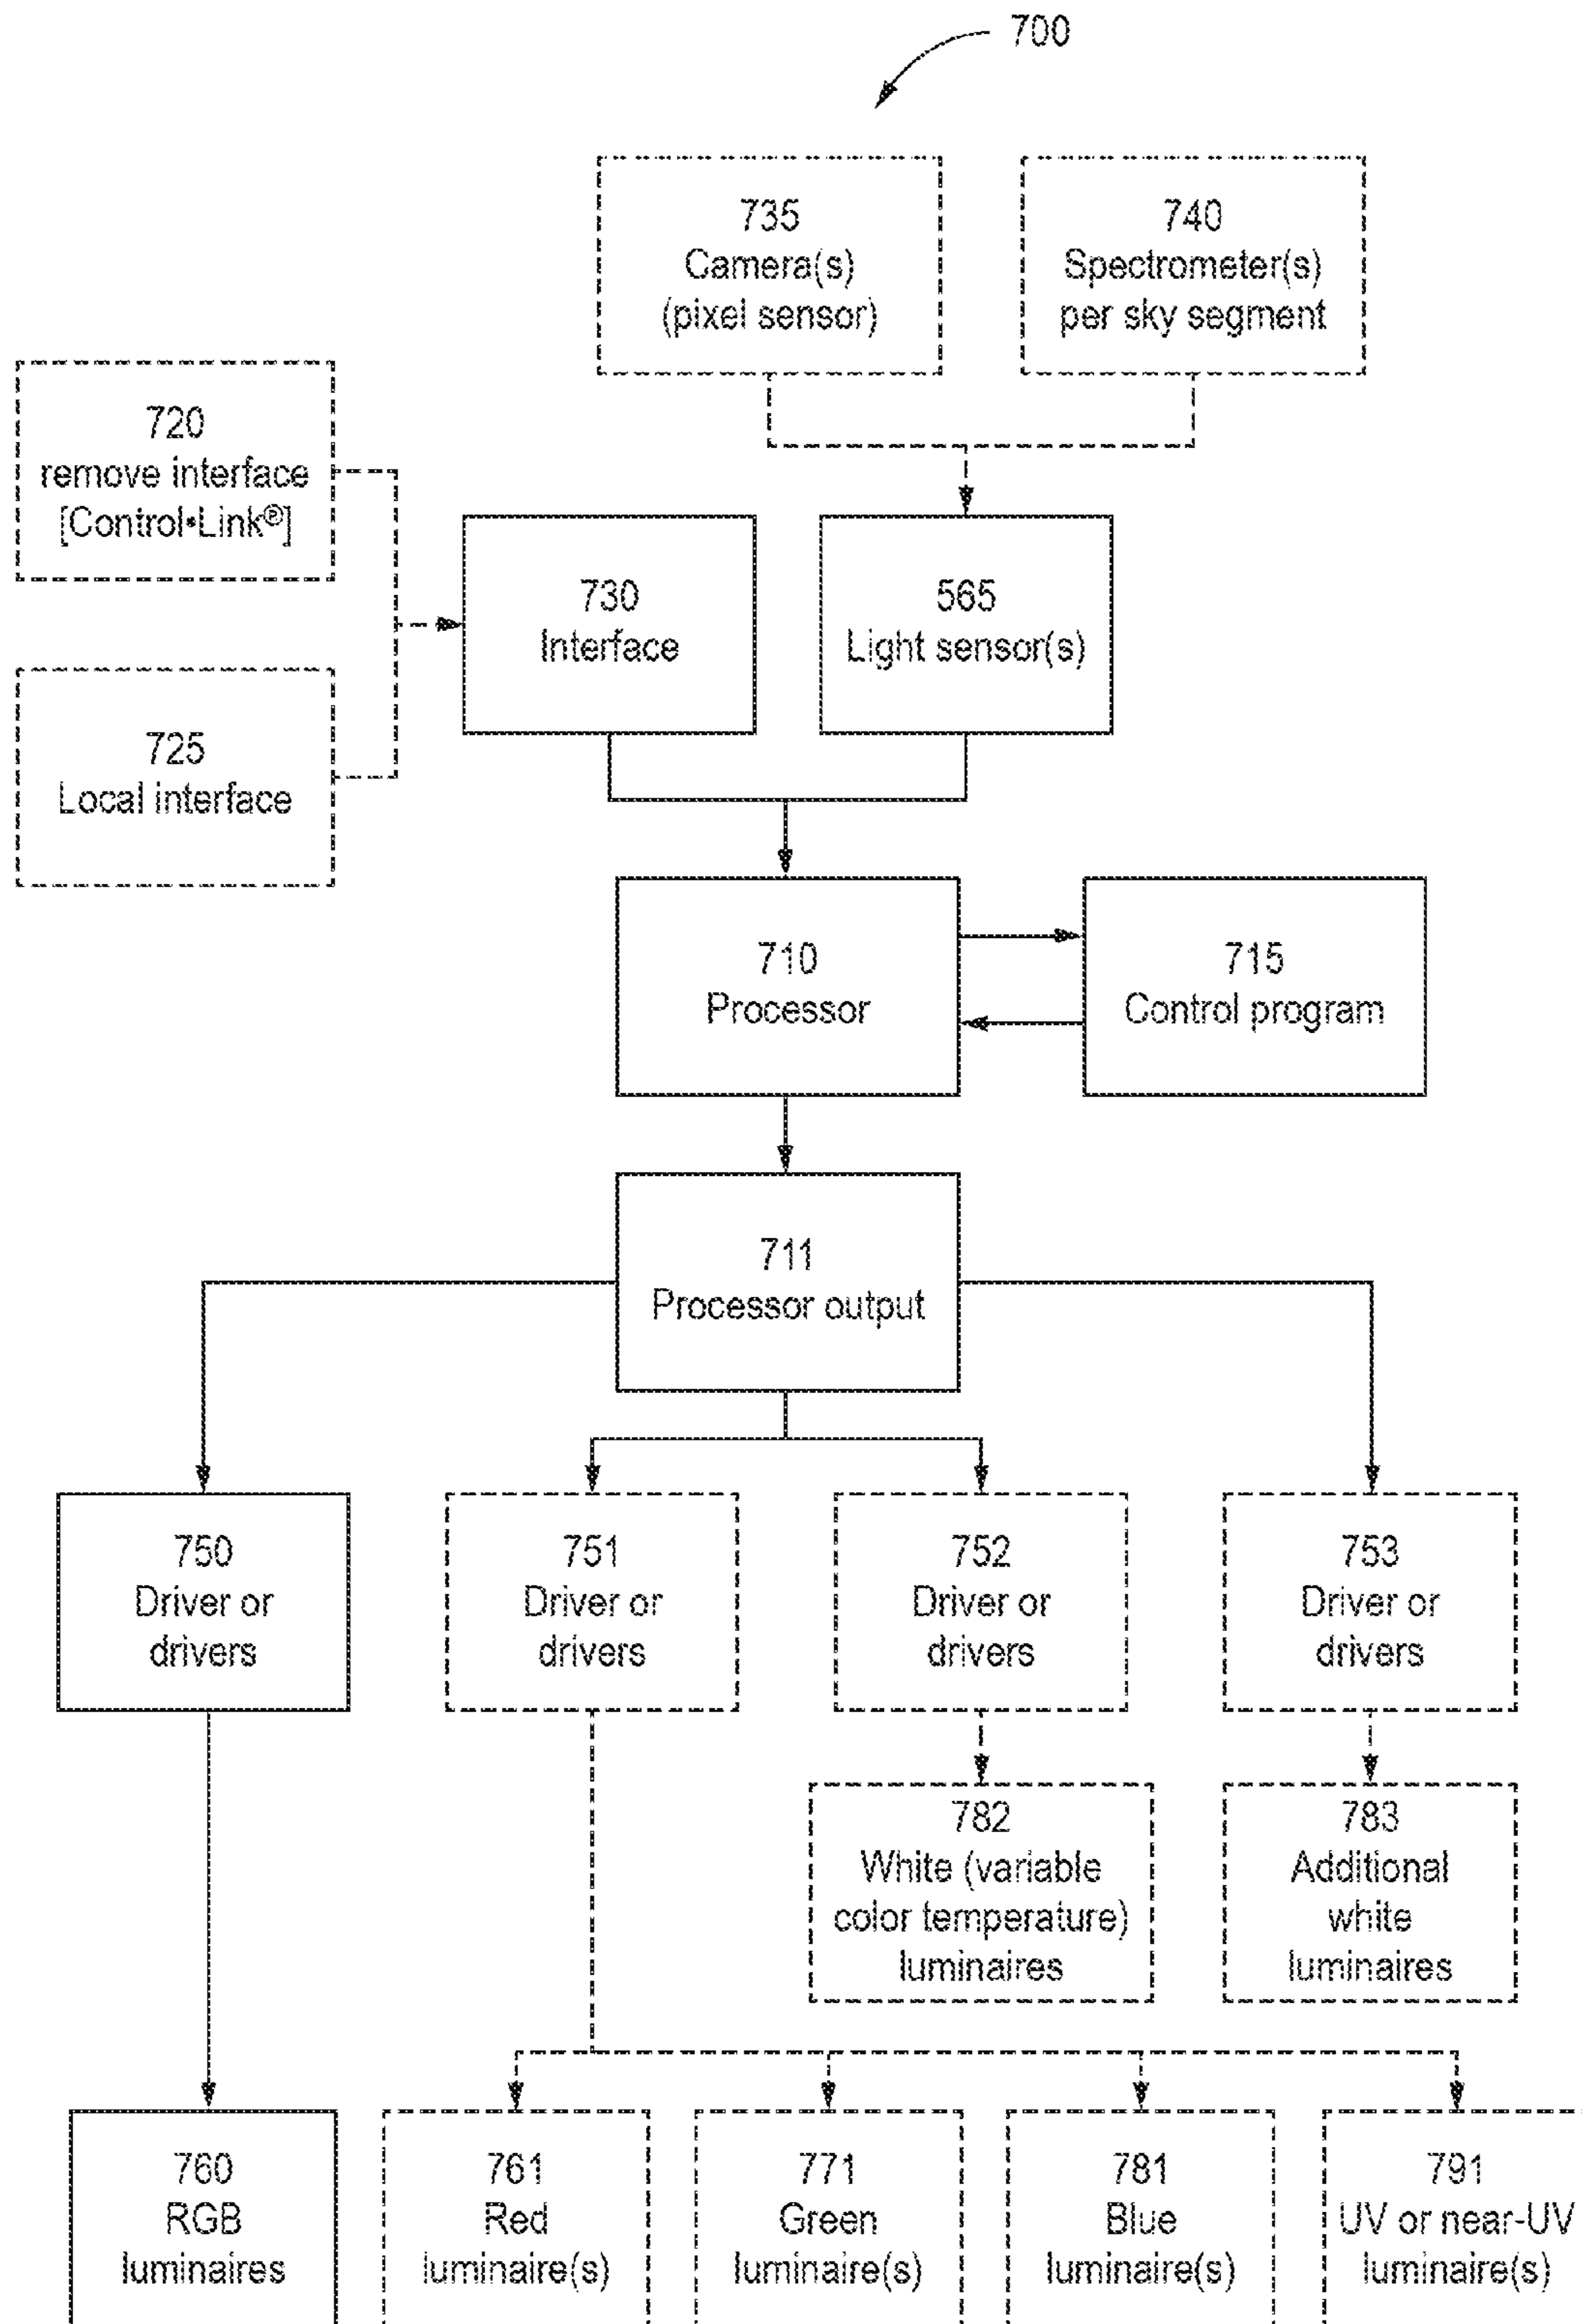 700
735
Camera(s)
(pixel sensor)
740
Spectrometer(s)
per sky segment
720
remove interface
[Control•Link®]
725
Local interface
730
Interface
565
Light sensor(s)
710
Processor
715
Control program
711
Processor output
750
Driver or
drivers
751
Driver or
drivers
752
Driver or
drivers
753
Driver or
drivers
782
White (variable
color temperature)
luminaires
783
Additional
white
luminaires
760
RGB
luminaires
761
Red
luminaire(s)
771
Green
luminaire(s)
781
Blue
luminaire(s)
791
UV or near-UV
luminaire(s)